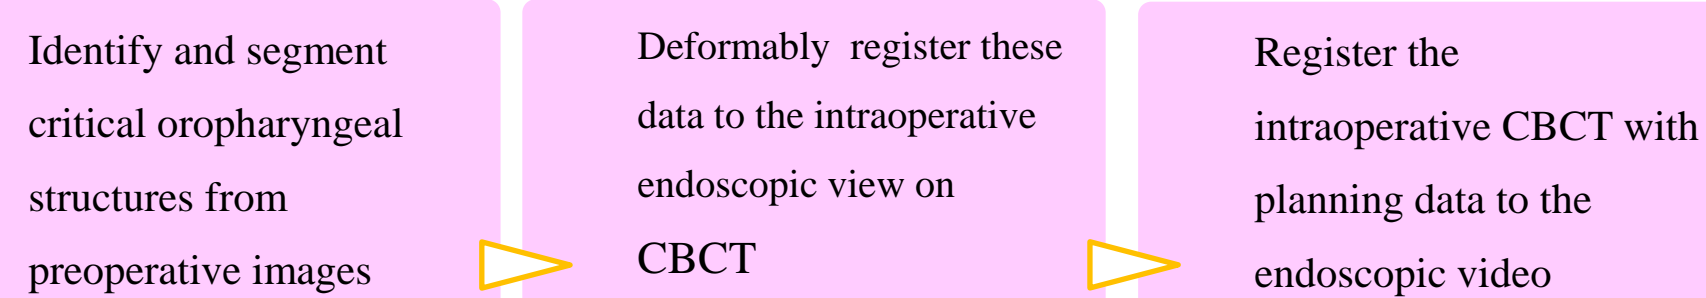 Identify and segment
critical oropharyngeal
structures from
preoperative images
Deformably register these
data to the intraoperative
endoscopic view on
CBCT
Register the
intraoperative CBCT with
planning data to the
endoscopic video